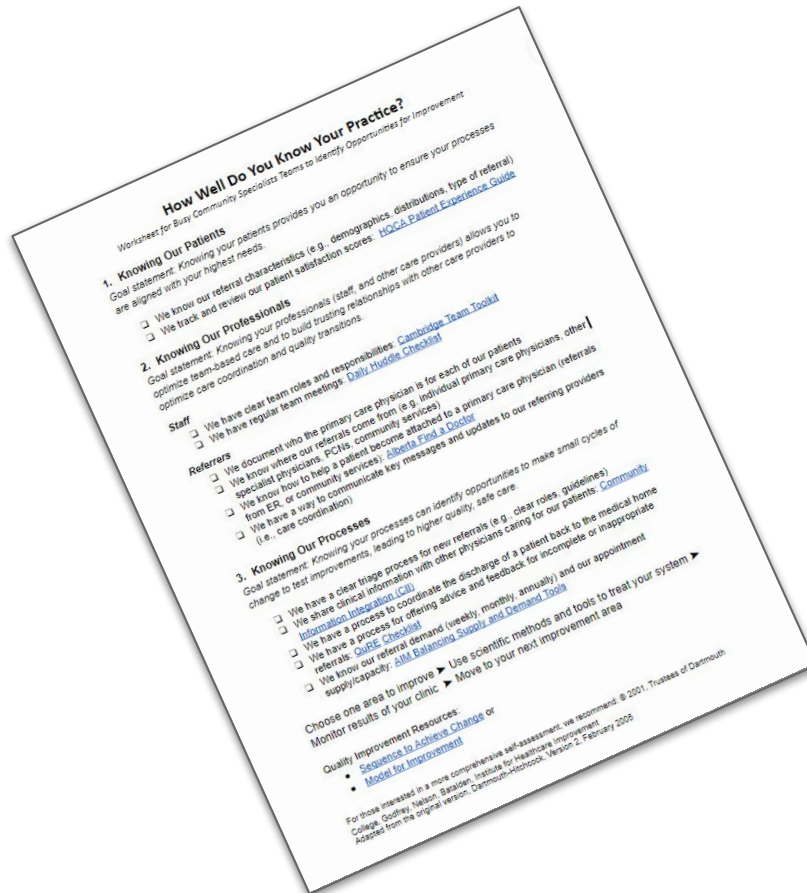 How Well Do You Know Your Practice?
Worksheet for Busy Community Specialists Teams to Identify Opportunities for Improvement
1. Knowing Our Patients
Goal statement: Knowing your patients provides you an opportunity to ensure your processes
are aligned with your highest needs.
❏ We know our referral characteristics (e.g., demographics, distributions, type of referral)
❏ We track and review our patient satisfaction scores: HQCA Patient Experience Guide
2. Knowing Our Professionals
Goal statement: Knowing your professionals (staff, and other care providers) allows you to
optimize team-based care and to build trusting relationships with other care providers to
optimize care coordination and quality transitions.
Staff
❏ We have clear team roles and responsibilities: Cambridge Team Toolkit
❏ We have regular team meetings: Daily Huddle Checklist
Referrers
❏ We document who the primary care physician is for each of our patients
❏ We know where our referrals come from (e.g. individual primary care physicians, other
specialist physicians, PCNs, community services)
❏ We know how to help a patient become attached to a primary care physician (referrals
from ER, or community services): Alberta Find a Doctor
❏ We have a way to communicate key messages and updates to our referring providers
(i.e., care coordination)
3. Knowing Our Processes
Goal statement: Knowing your processes can identify opportunities to make small cycles of
change to test improvements, leading to higher quality, safe care.
❏ We have a clear triage process for new referrals (e.g., clear roles, guidelines)
❏ We share clinical information with other physicians caring for our patients: Community
Information Integration (CII)
❏ We have a process to coordinate the discharge of a patient back to the medical home
❏ We have a process for offering advice and feedback for incomplete or inappropriate
referrals: QuRE Checklist
❏ We know our referral demand (weekly, monthly, annually) and our appointment
supply/capacity: AIM Balancing Supply and Demand Tools
Choose one area to improve ➤ Use scientific methods and tools to treat your system ➤
Monitor results of your clinic ➤ Move to your next improvement area
Quality Improvement Resources:
• Sequence to Achieve Change or
• Model for Improvement
For those interested in a more comprehensive self-assessment, we recommend: © 2001, Trustees of Dartmouth
College, Godfrey, Nelson, Batalden, Institute for Healthcare Improvement
Adapted from the original version, Dartmouth-Hitchcock, Version 2, February 2005